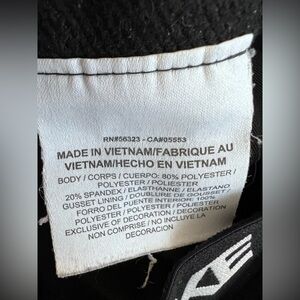 RN#56323 - CA#05553
MADE IN VIETNAM/FABRIQUE AU
VIETNAM/HECHO EN VIETNAM
BODY / CORPS / CUERPO: 80% POLYESTER /
POLYESTER / POLIESTER
20% SPANDEX / ELASTHANNE / ELASTANO
GUSSET LINING / DOUBLURE DE GOUSSET /
FORRO DEL PUENTE INTERIOR: 100%
POLYESTER / POLYESTER / POLIESTER
EXCLUSIVE OF DECORATION / DECORATION
NON COMPRISE / NO INCLUYE LA
DECORACION
KE